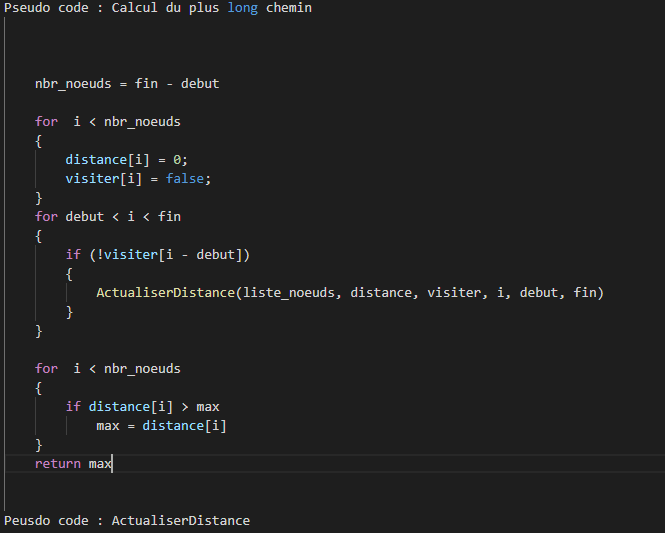 Pseudo code : Calcul du plus long chemin
nbr_noeuds = fin - debut
for  i < nbr_noeuds
{
distance[i] = 0;
visiter[i] = false;
}
for debut < i < fin
{
if (!visiter[i - debut])
{
ActualiserDistance(liste_noeuds, distance, visiter, i, debut, fin)
}
}
for  i < nbr_noeuds
{
if distance[i] > max
max = distance[i]
}
return max
Peusdo code : ActualiserDistance